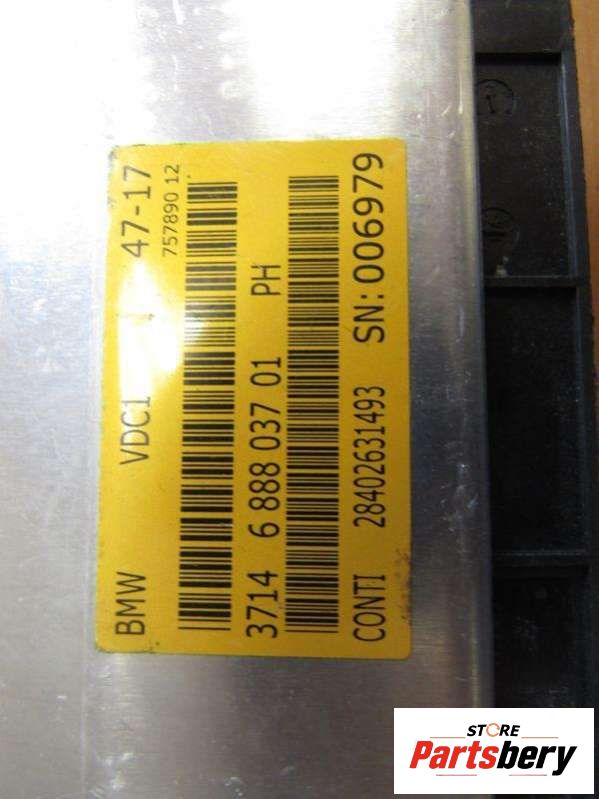 BMW VDC1 47-17
757890 12
3714 6 888 037 01 PH
CONTI 28402631493 SN: 006979
STORE
Partsbery